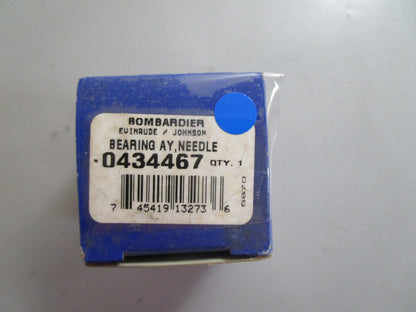 BOMBARDIER
EVINRUDE / JOHNSON
BEARING AY,NEEDLE
0434467 QTY. 1
5870
7 45419 13273 6